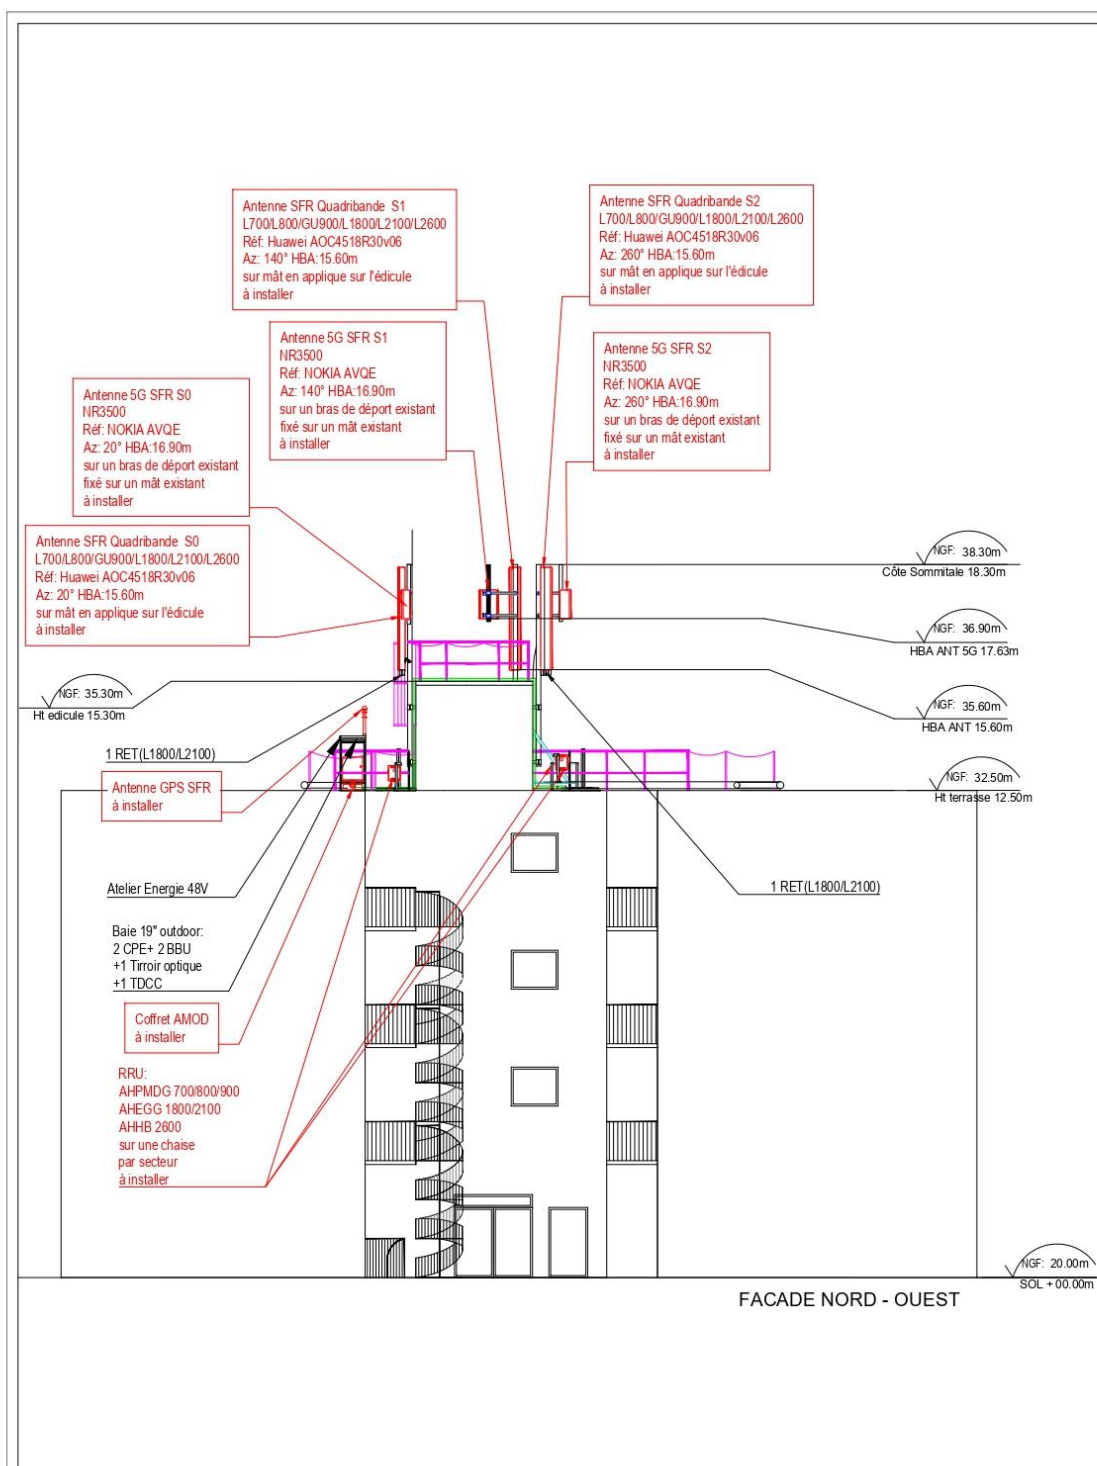 Antenne SFR Quadribande S1
L700/L800/GU900/L1800/L2100/L2600
Réf: Huawei AOC4518R30v06
Az: 140° HBA:15.60m
sur mât en applique sur l'édicule
à installer
Antenne SFR Quadribande S2
L700/L800/GU900/L1800/L2100/L2600
Réf: Huawei AOC4518R30v06
Az: 260° HBA:15.60m
sur mât en applique sur l'édicule
à installer
Antenne 5G SFR S1
NR3500
Réf: NOKIA AVQE
Az: 140° HBA:16.90m
sur un bras de déport existant
fixé sur un mât existant
à installer
Antenne 5G SFR S2
NR3500
Réf: NOKIA AVQE
Az: 260° HBA:16.90m
sur un bras de déport existant
fixé sur un mât existant
à installer
Antenne 5G SFR S0
NR3500
Réf: NOKIA AVQE
Az: 20° HBA:16.90m
sur un bras de déport existant
fixé sur un mât existant
à installer
Antenne SFR Quadribande S0
L700/L800/GU900/L1800/L2100/L2600
Réf: Huawei AOC4518R30v06
Az: 20° HBA:15.60m
sur mât en applique sur l'édicule
à installer
NGF: 38.30m
Côte Sommitale 18.30m
NGF: 36.90m
HBA ANT 5G 17.63m
NGF: 35.30m
Ht edicule 15.30m
NGF: 35.60m
HBA ANT 15.60m
1 RET(L1800/L2100)
Antenne GPS SFR
à installer
NGF: 32.50m
Ht terrasse 12.50m
Atelier Energie 48V
1 RET(L1800/L2100)
Baie 19" outdoor:
2 CPE+ 2 BBU
+1 Tirroir optique
+1 TDCC
Coffret AMOD
à installer
RRU:
AHPMDG 700/800/900
AHEGG 1800/2100
AHHB 2600
sur une chaise
par secteur
à installer
NGF: 20.00m
SOL +00.00m
FACADE NORD - OUEST